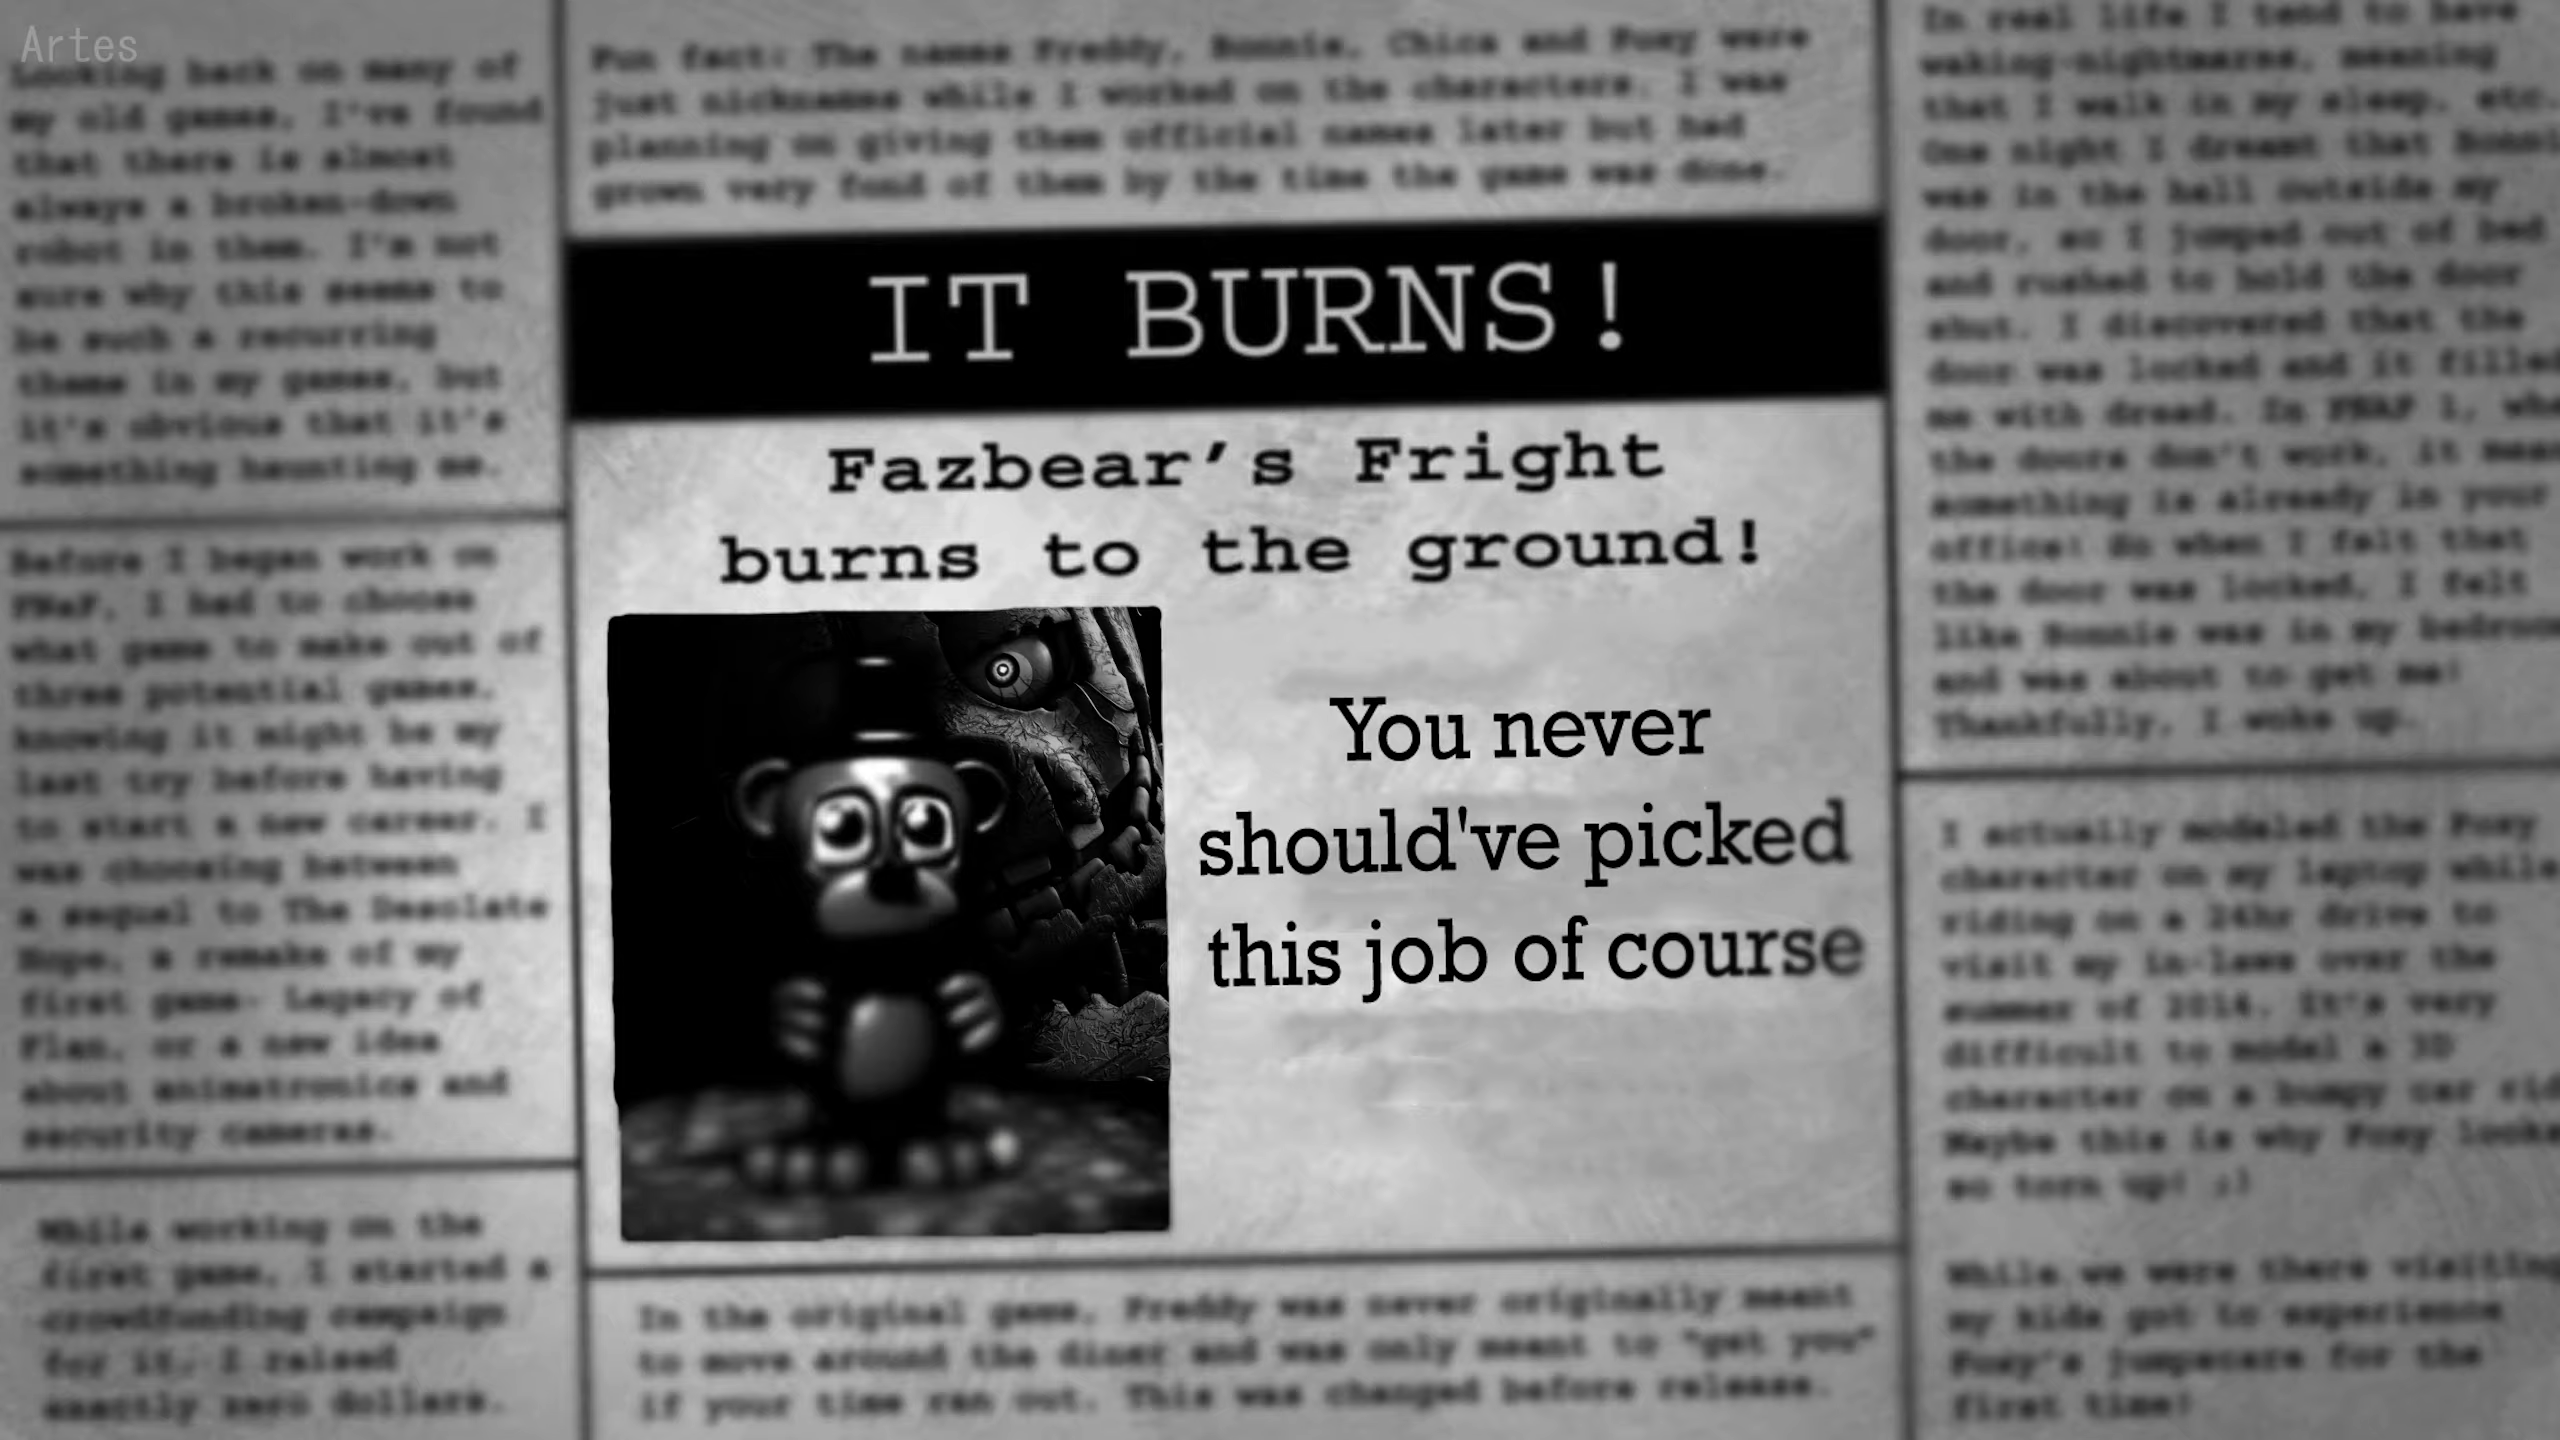 Artes
Looking back on many of
my old games, I've found
that there is almost
always a broken-down
robot in them. I'm not
sure why this seems to
be such a recurring
theme in my games, but
it's obvious that it's
something haunting me.
Before I began work on
FNaF, I had to choose
what game to make out of
three potential games,
knowing it might be my
last try before having
to start a new career. I
was choosing between
a sequel to The Desolate
Hope, a remake of my
first game- Legacy of
Flan, or a new idea
about animatronics and
security cameras.
While working on the
first game, I started a
crowdfunding campaign
for it. I raised
exactly zero dollars.
Fun fact: The names Freddy, Bonnie, Chica and Foxy were
just nicknames while I worked on the characters. I was
planning on giving them official names later but had
grown very fond of them by the time the game was done.
IT BURNS!
Fazbear's Fright
burns to the ground!
You never
should've picked
this job of course
In the original game, Freddy was never originally meant
to move around the diner and was only meant to "get you"
if your time ran out. This was changed before release.
In real life I tend to have
waking-nightmares, meaning
that I walk in my sleep, etc.
One night I dreamt that Bonni
was in the hall outside my
door, so I jumped out of bed
and rushed to hold the door
shut. I discovered that the
door was locked and it filled
me with dread. In FNAF 1, whe
the doors don't work, it mean
something is already in your
office! So when I felt that
the door was locked, I felt
like Bonnie was in my bedroom
and was about to get me!
Thankfully, I woke up.
I actually modeled the Foxy
character on my laptop while
riding on a 24hr drive to
visit my in-laws over the
summer of 2014. It's very
difficult to model a 3D
character on a bumpy car rid
Maybe this is why Foxy looks
so torn up! ;)
While we were there visiting
my kids got to experience
Foxy's jumpscare for the
first time!